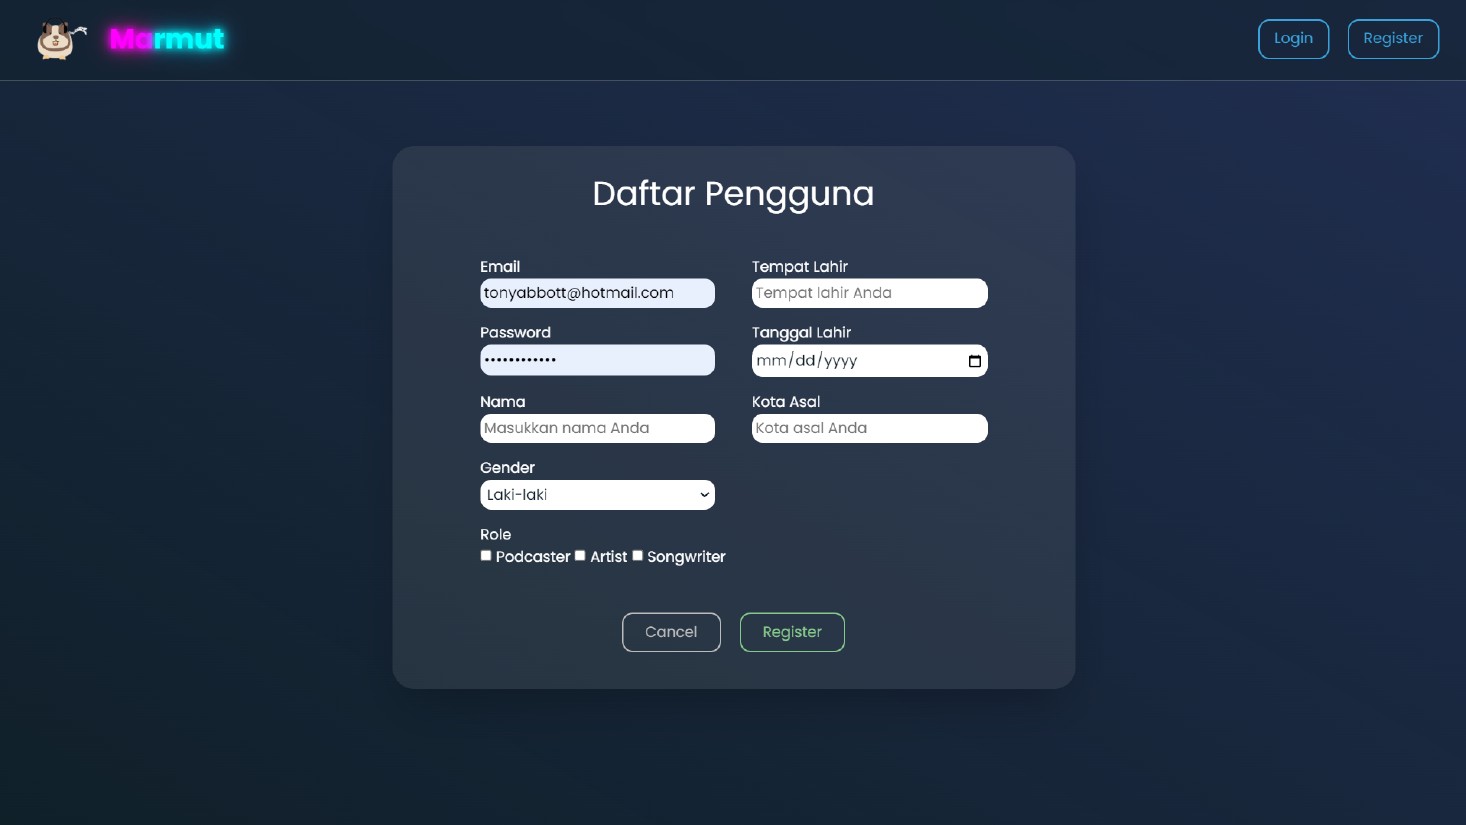 Marmut
Login
Register
Daftar Pengguna
Email
tonyabbott@hotmail.com
Password
••••••••••••
Nama
Masukkan nama Anda
Gender
Laki-laki
Role
Podcaster Artist Songwriter
Tempat Lahir
Tempat lahir Anda
Tanggal Lahir
mm/dd/yyyy
Kota Asal
Kota asal Anda
Cancel
Register